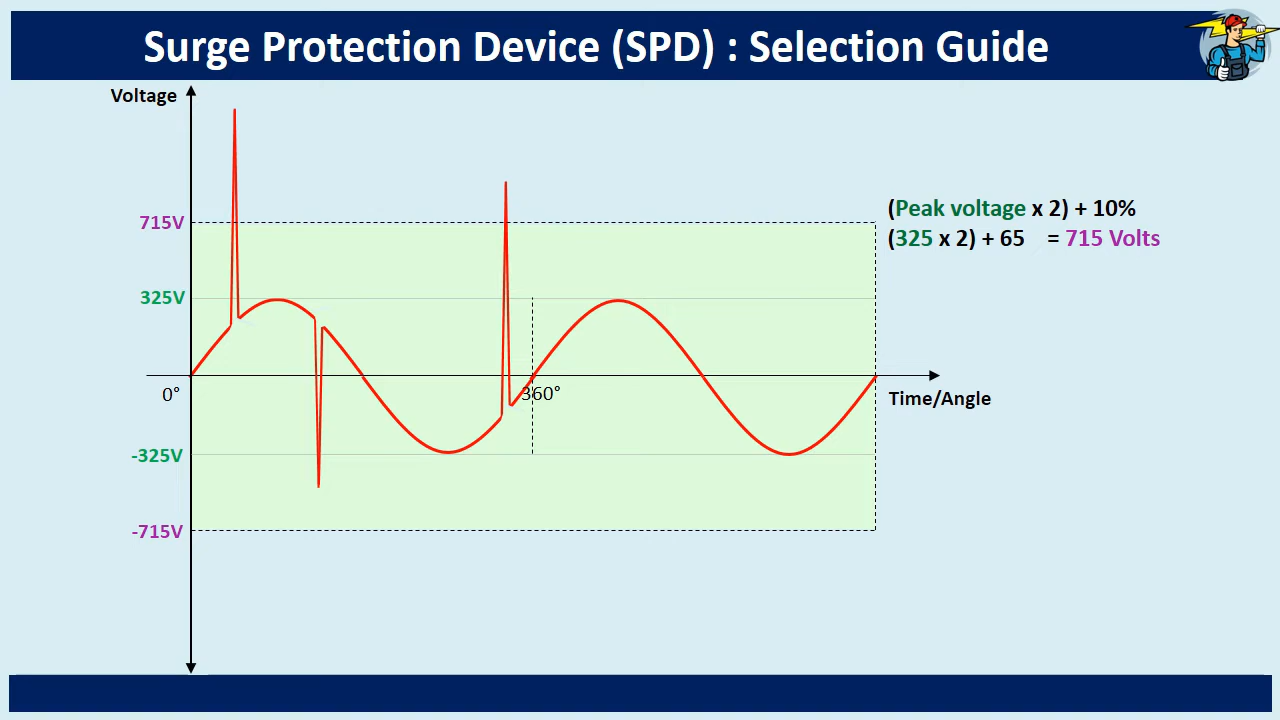 Surge Protection Device (SPD) : Selection Guide
Voltage
715V
(Peak voltage x 2) + 10%
(325 x 2) + 65 = 715 Volts
325V
0°
360°
Time/Angle
-325V
-715V